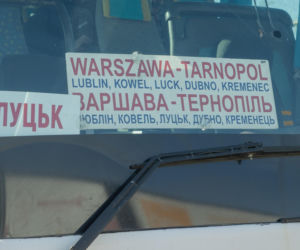 WARSZAWA-TARNOPOL
LUBLIN, KOWEL, LUCK, DUBNO, KREMENEC
ВАРШАВА-ТЕРНОПІЛЬ
ЛЮБЛІН, КОВЕЛЬ, ЛУЦЬК, ДУБНО, КРЕМЕНЕЦЬ
ЛУЦЬК